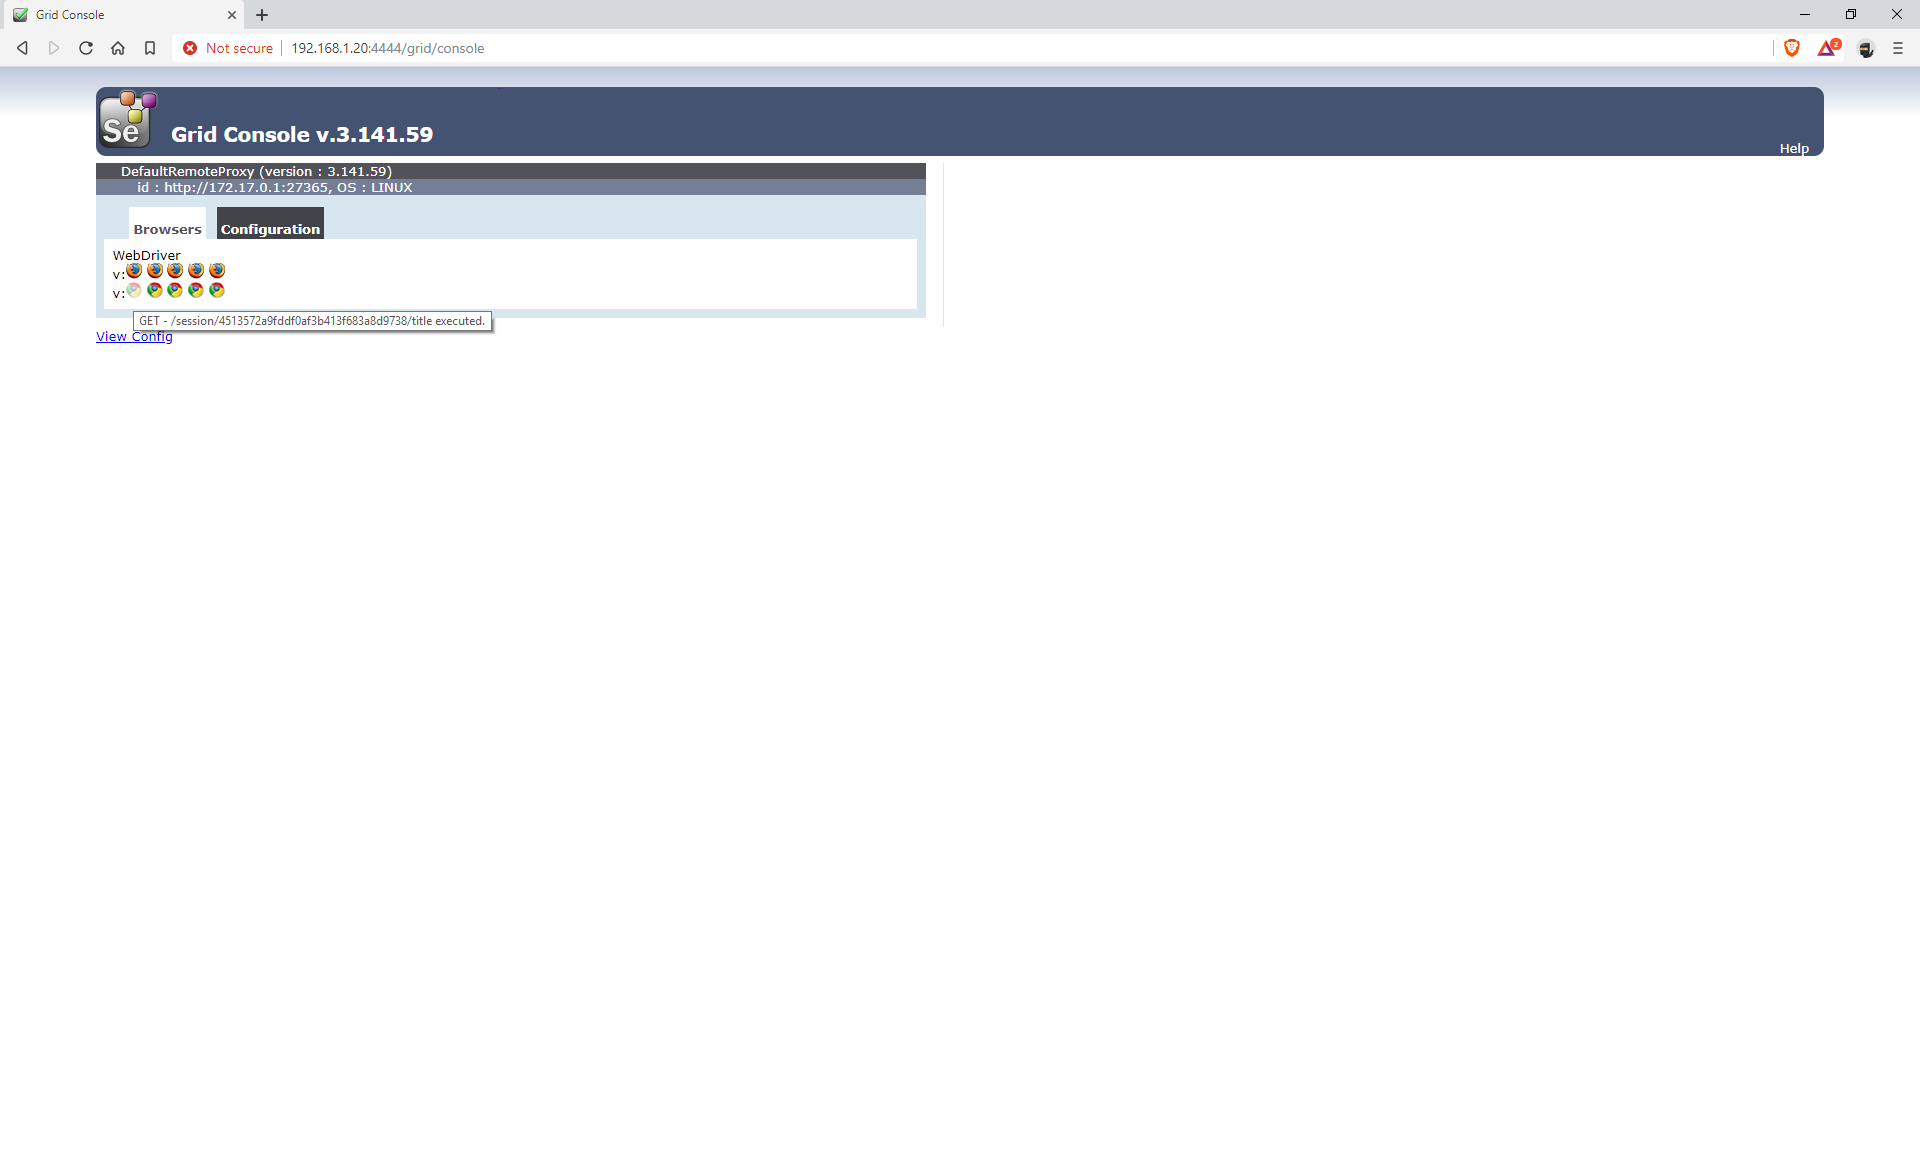 Grid Console
Not secure
192.168.1.20:4444/grid/console
2
Se
Grid Console v.3.141.59
Help
DefaultRemoteProxy (version : 3.141.59)
id : http://172.17.0.1:27365, OS : LINUX
Browsers Configuration
WebDriver
v:
v:
GET - /session/4513572a9fddf0af3b413f683a8d9738/title executed.
View Config